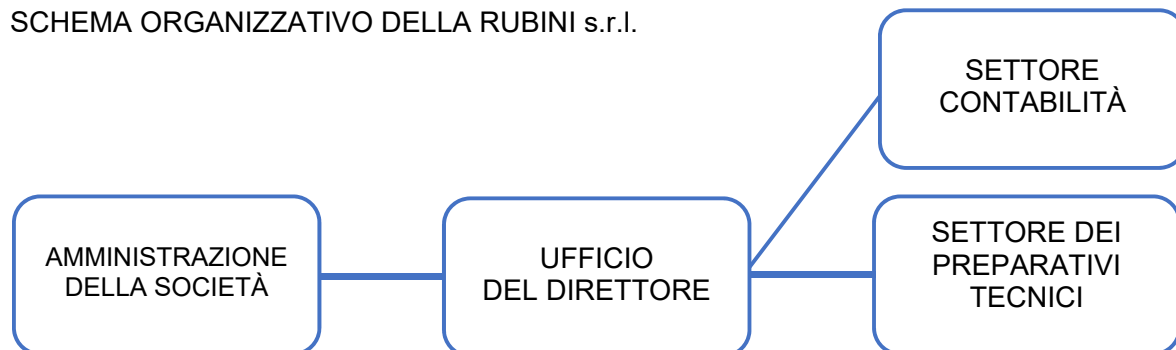 SCHEMA ORGANIZZATIVO DELLA RUBINI s.r.l.
SETTORE
CONTABILITÀ
AMMINISTRAZIONE
DELLA SOCIETÀ
UFFICIO
DEL DIRETTORE
SETTORE DEI
PREPARATIVI
TECNICI